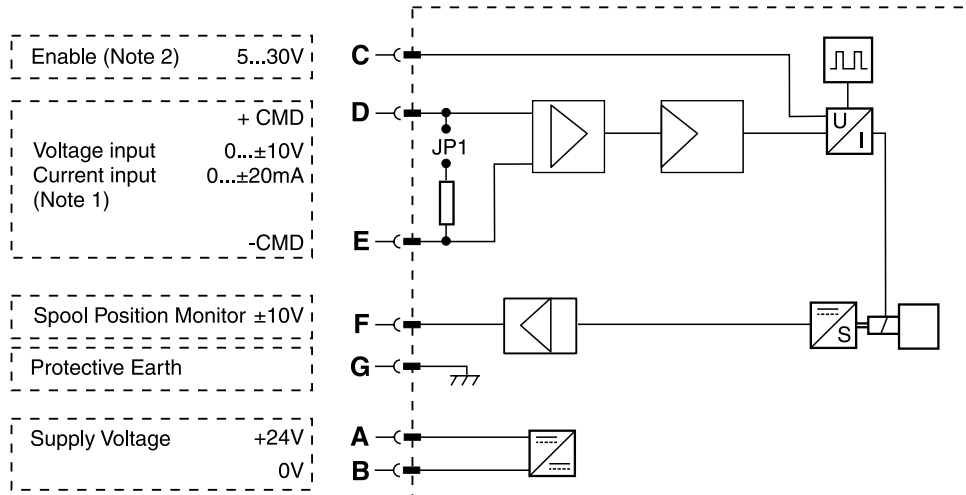 Enable (Note 2) 5...30V C
+ CMD D
Voltage input 0...±10V
Current input 0...±20mA
(Note 1)
-CMD E
JP1
U
I
Spool Position Monitor ±10V F
S
Protective Earth G
Supply Voltage +24V A
0V B